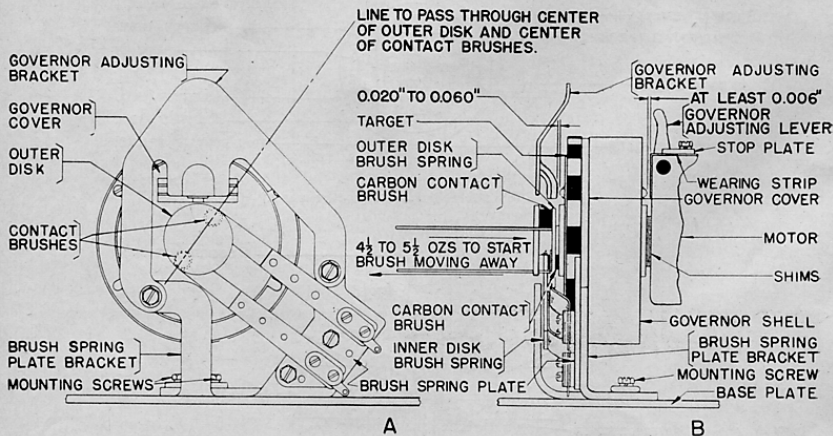 LINE TO PASS THROUGH CENTER
OF OUTER DISK AND CENTER
OF CONTACT BRUSHES.
GOVERNOR ADJUSTING
BRACKET
GOVERNOR
COVER
OUTER
DISK
CONTACT
BRUSHES
BRUSH SPRING
PLATE BRACKET
MOUNTING SCREWS
A
0.020" TO 0.060"
TARGET
OUTER DISK
BRUSH SPRING
CARBON CONTACT
BRUSH
4½ TO 5½ OZS TO START
BRUSH MOVING AWAY
CARBON CONTACT
BRUSH
INNER DISK
BRUSH SPRING
BRUSH SPRING PLATE
GOVERNOR ADJUSTING
BRACKET
AT LEAST 0.006"
GOVERNOR
ADJUSTING LEVER
STOP PLATE
WEARING STRIP
GOVERNOR COVER
MOTOR
SHIMS
GOVERNOR SHELL
BRUSH SPRING
PLATE BRACKET
MOUNTING SCREW
BASE PLATE
B